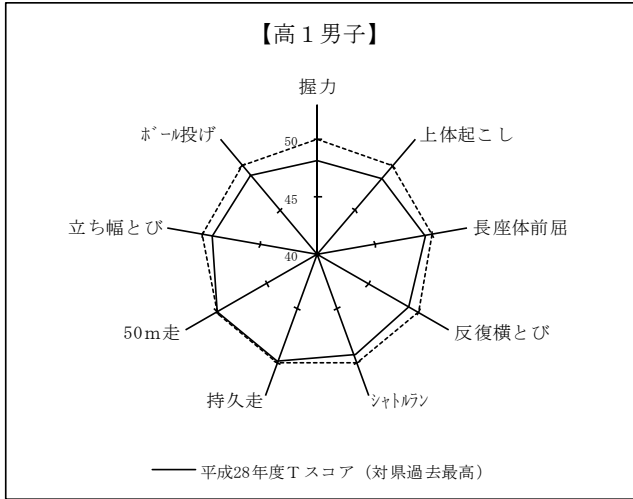 【高１男子】
握力
ﾎﾞｰﾙ投げ
上体起こし
50
立ち幅とび
45
長座体前屈
40
50m走
反復横とび
持久走
ｼｬﾄﾙﾗﾝ
平成28年度Ｔスコア（対県過去最高）